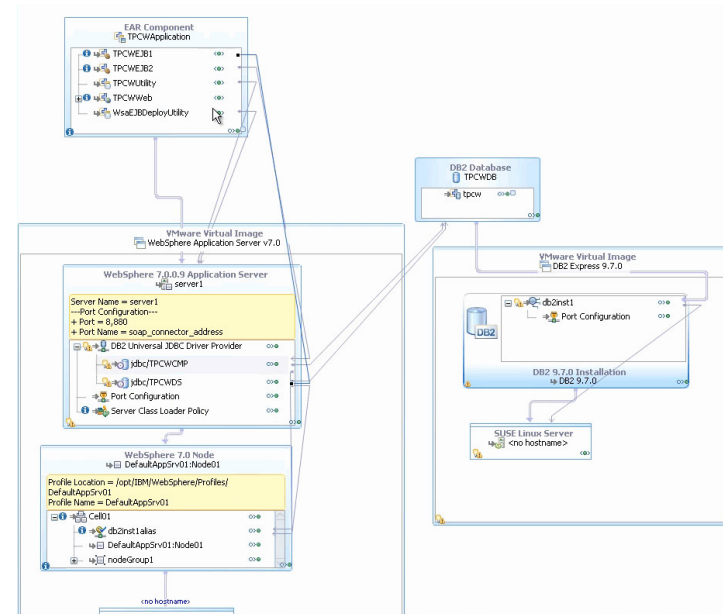 EAR Component
TPCWApplication
TPCWEJB1
TPCWEJB2
TPCWUtility
TPCWWeb
WsaEJBDeployUtility
DB2 Database
TPCWDB
tpcw
VMware Virtual Image
WebSphere Application Server v7.0
WebSphere 7.0.0.9 Application Server
server1
Server Name = server1
---Port Configuration---
+ Port = 8,880
+ Port Name = soap_connector_address
DB2 Universal JDBC Driver Provider
jdbc/TPCWCMP
jdbc/TPCWDS
Port Configuration
Server Class Loader Policy
WebSphere 7.0 Node
DefaultAppSrv01:Node01
Profile Location = /opt/IBM/WebSphere/Profiles/
DefaultAppSrv01
Profile Name = DefaultAppSrv01
Cell01
db2inst1alias
DefaultAppSrv01:Node01
nodeGroup1
<no hostname>
VMware Virtual Image
DB2 Express 9.7.0
db2inst1
Port Configuration
DB2
DB2 9.7.0 Installation
DB2 9.7.0
SUSE Linux Server
<no hostname>